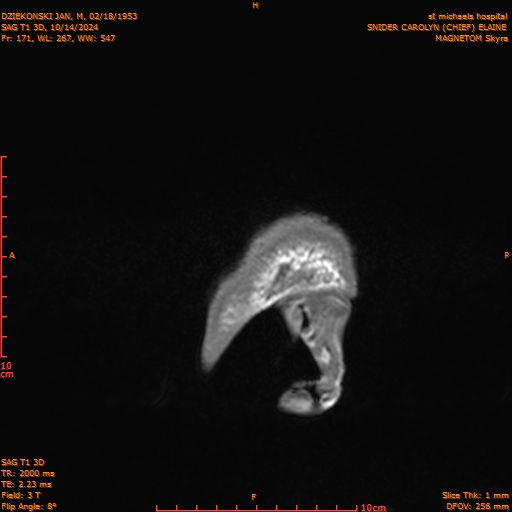 H
DZIEKONSKI JAN, M, 02/18/1953
SAG T1 3D, 10/14/2024
Fr: 171, WL: 267, WW: 547
st michaels hospital
SNIDER CAROLYN (CHIEF) ELAINE
MAGNETOM Skyra
A
P
10
cm
SAG T1 3D
TR: 2000 ms
TE: 2.23 ms
Field: 3 T
Flip Angle: 8°
F
10cm
Slice Thk: 1 mm
DFOV: 256 mm